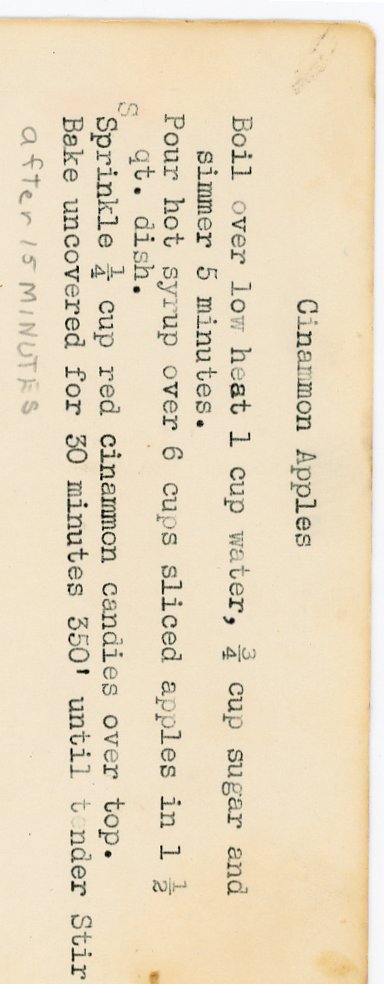 Cinammon Apples
Boil over low heat 1 cup water, 3/4 cup sugar and
simmer 5 minutes.
Pour hot syrup over 6 cups sliced apples in 1 1/2
qt. dish.
S
Sprinkle 1/4 cup red cinammon candies over top.
Bake uncovered for 30 minutes 350' until tender Stir
after 15 MINUTES